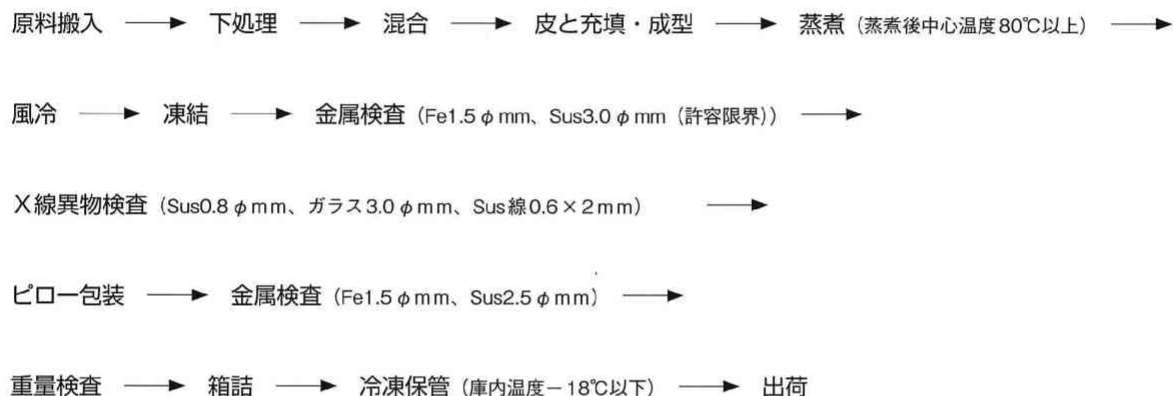 原料搬入 → 下処理 → 混合 → 皮と充填・成型 → 蒸煮（蒸煮後中心温度80℃以上） →
風冷 → 凍結 → 金属検査（Fe1.5φmm、Sus3.0φmm（許容限界）） →
X線異物検査（Sus0.8φmm、ガラス3.0φmm、Sus線0.6×2mm） →
ピロー包装 → 金属検査（Fe1.5φmm、Sus2.5φmm） →
重量検査 → 箱詰 → 冷凍保管（庫内温度－18℃以下） → 出荷